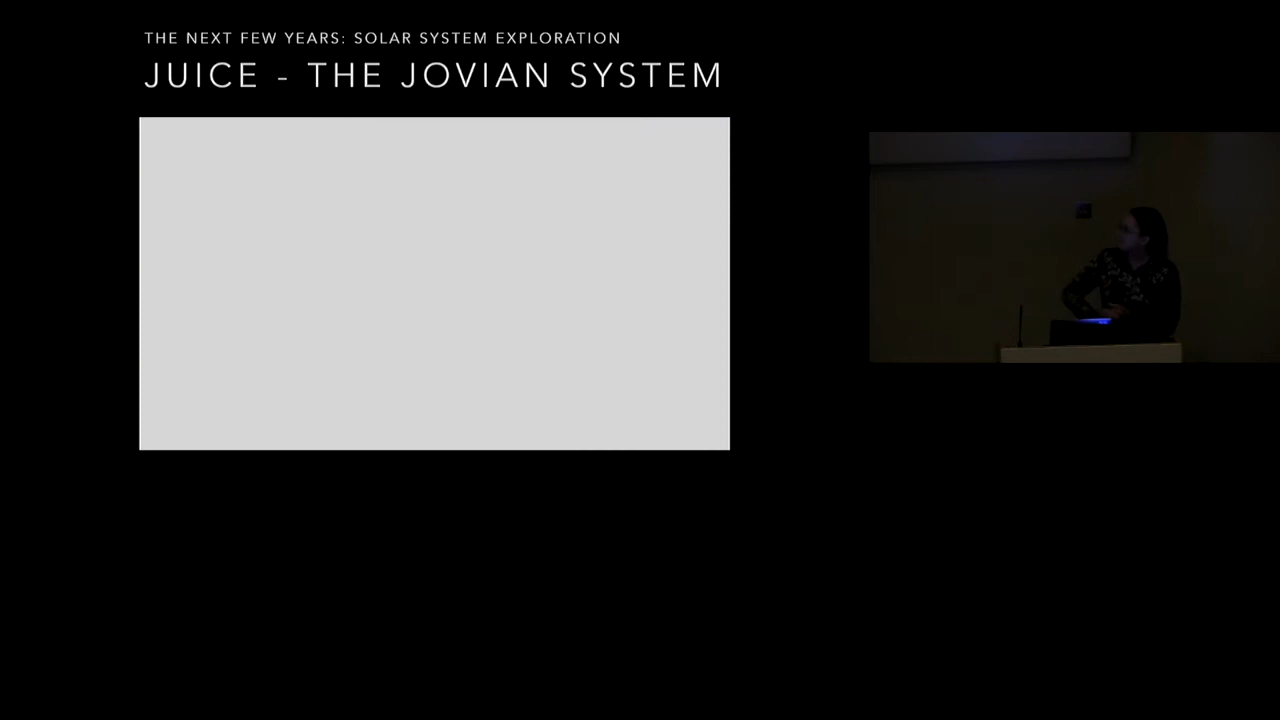 THE NEXT FEW YEARS: SOLAR SYSTEM EXPLORATION
JUICE - THE JOVIAN SYSTEM